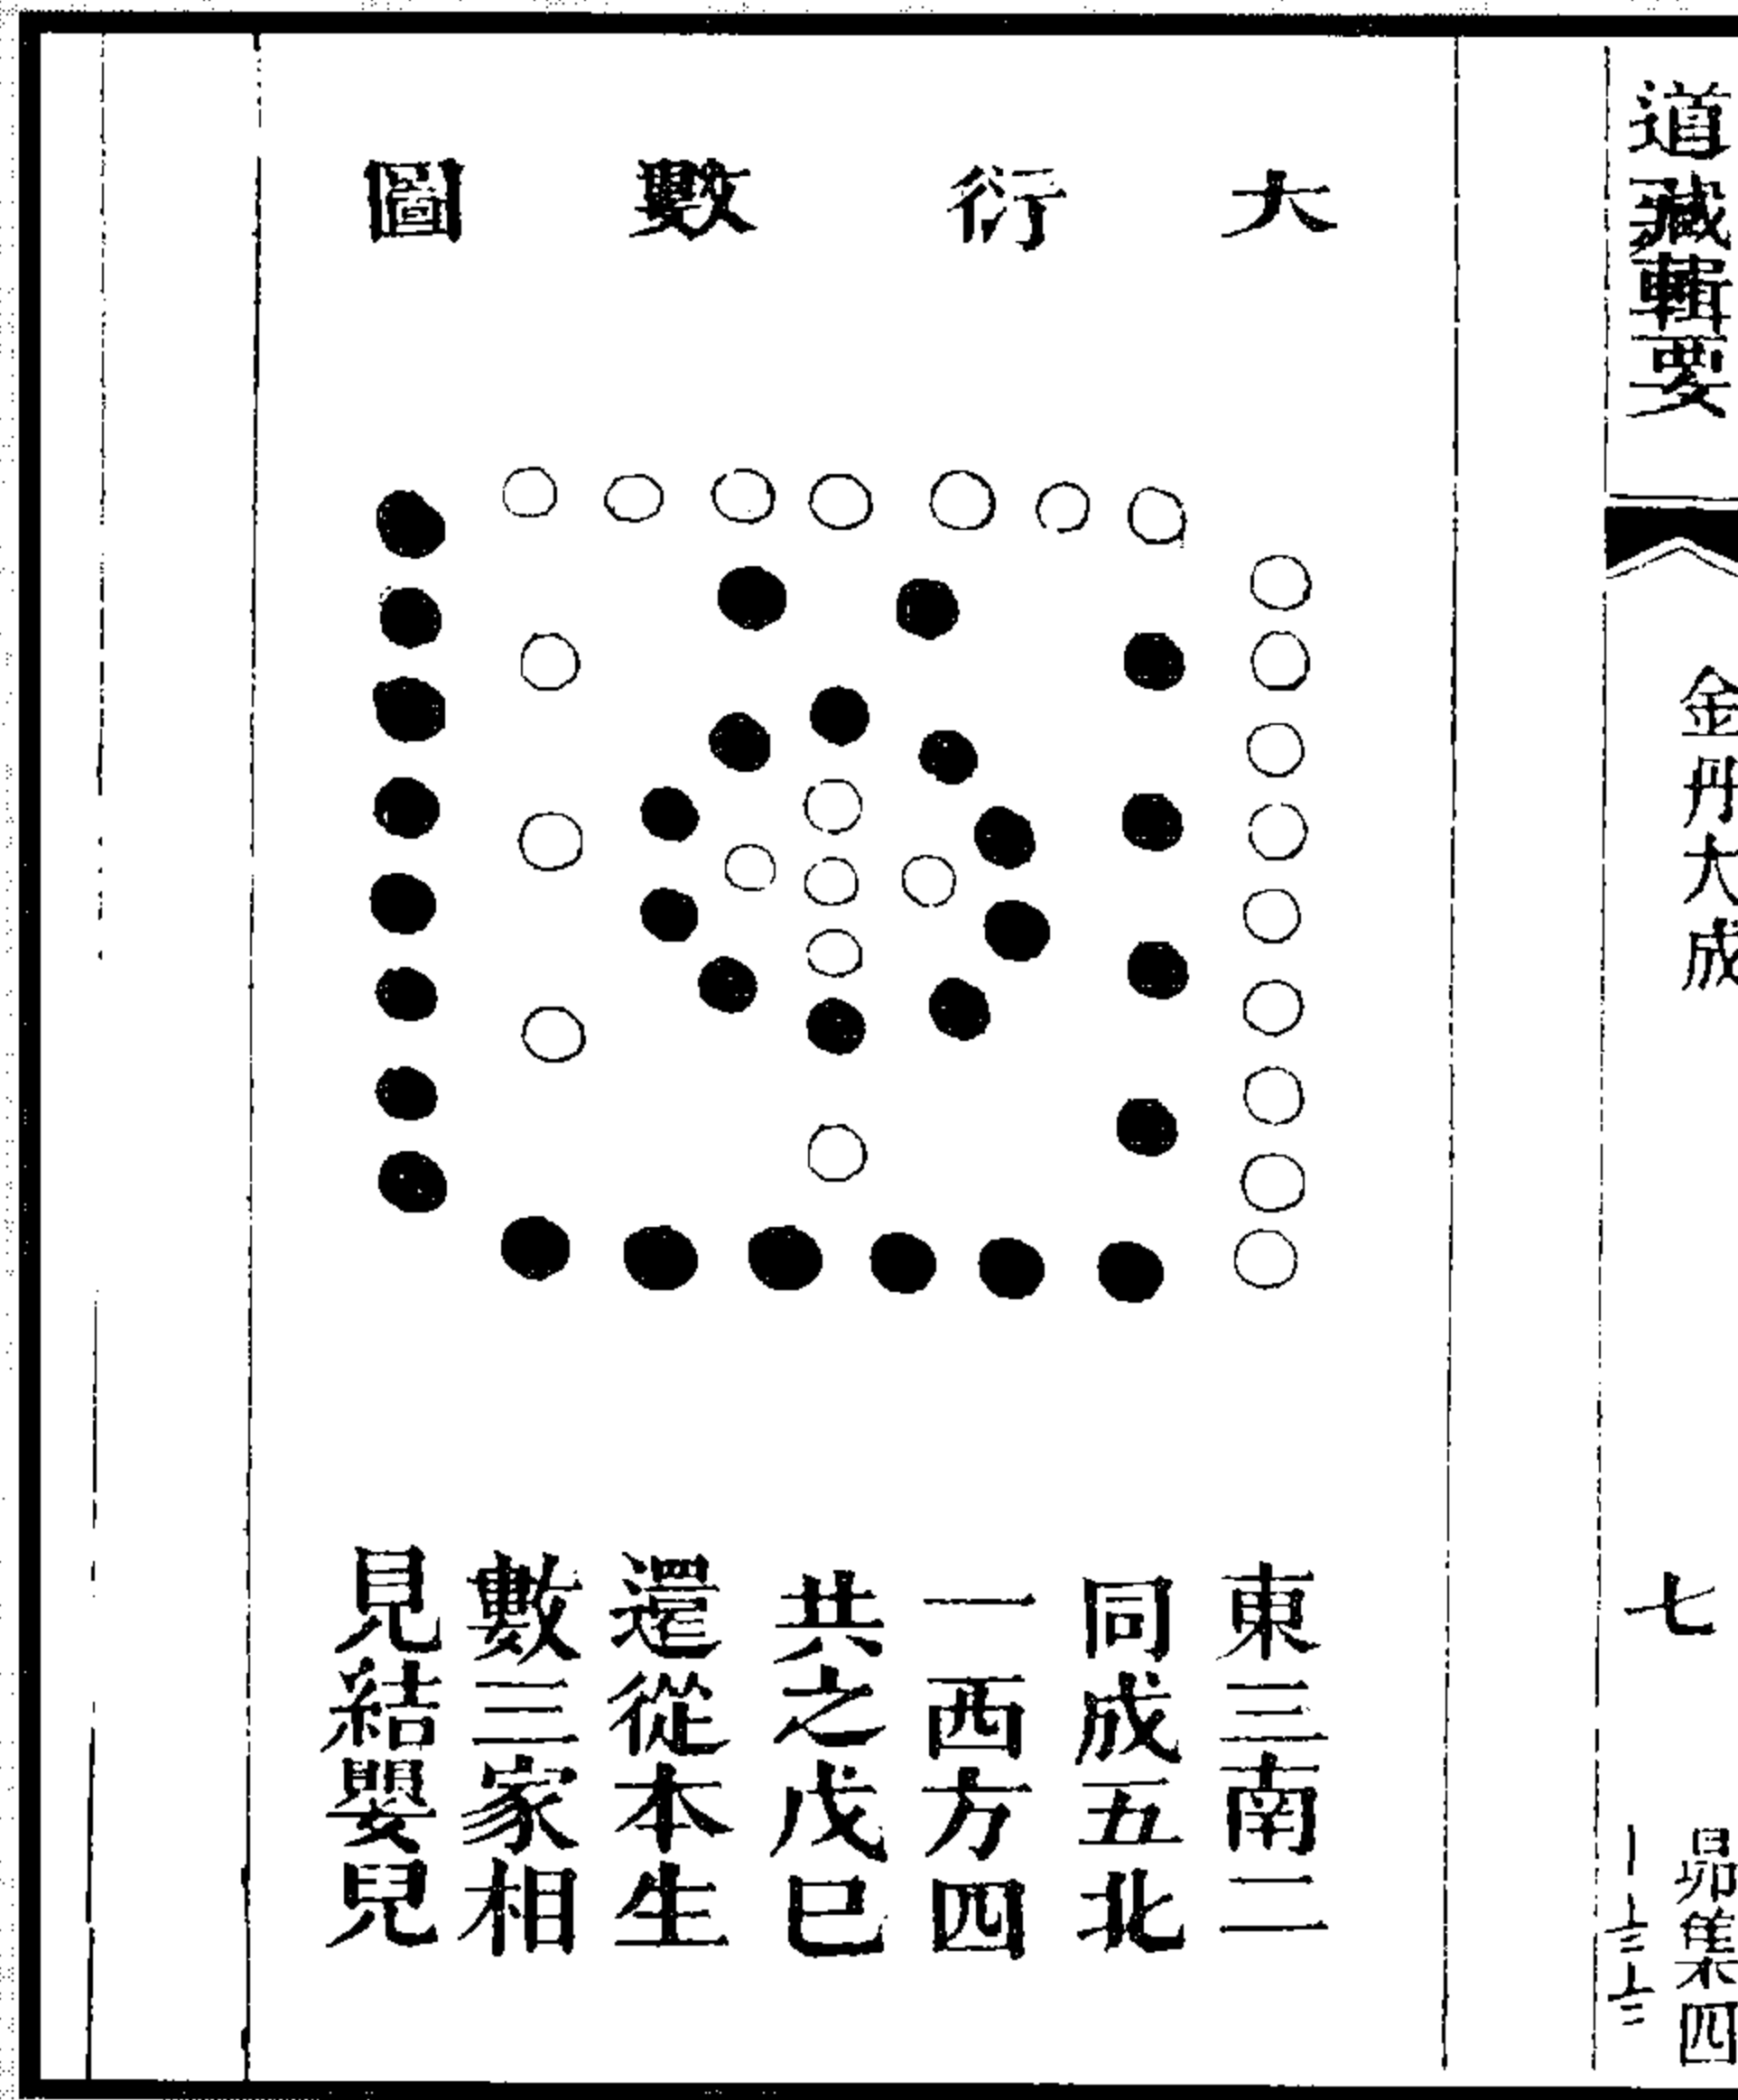 道藏輯要
金丹大成
七
昴集四
大衍數圖
東三南二
同成五北
一西方四
共之戊巳
還從本生
數三家相
見結嬰兒